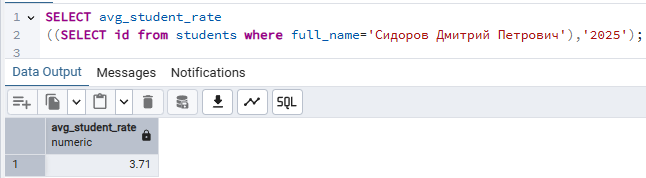 1 SELECT avg_student_rate
2 ((SELECT id from students where full_name='Сидоров Дмитрий Петрович'),'2025');
3
Data Output Messages Notifications
SQL
avg_student_rate
numeric
1 3.71